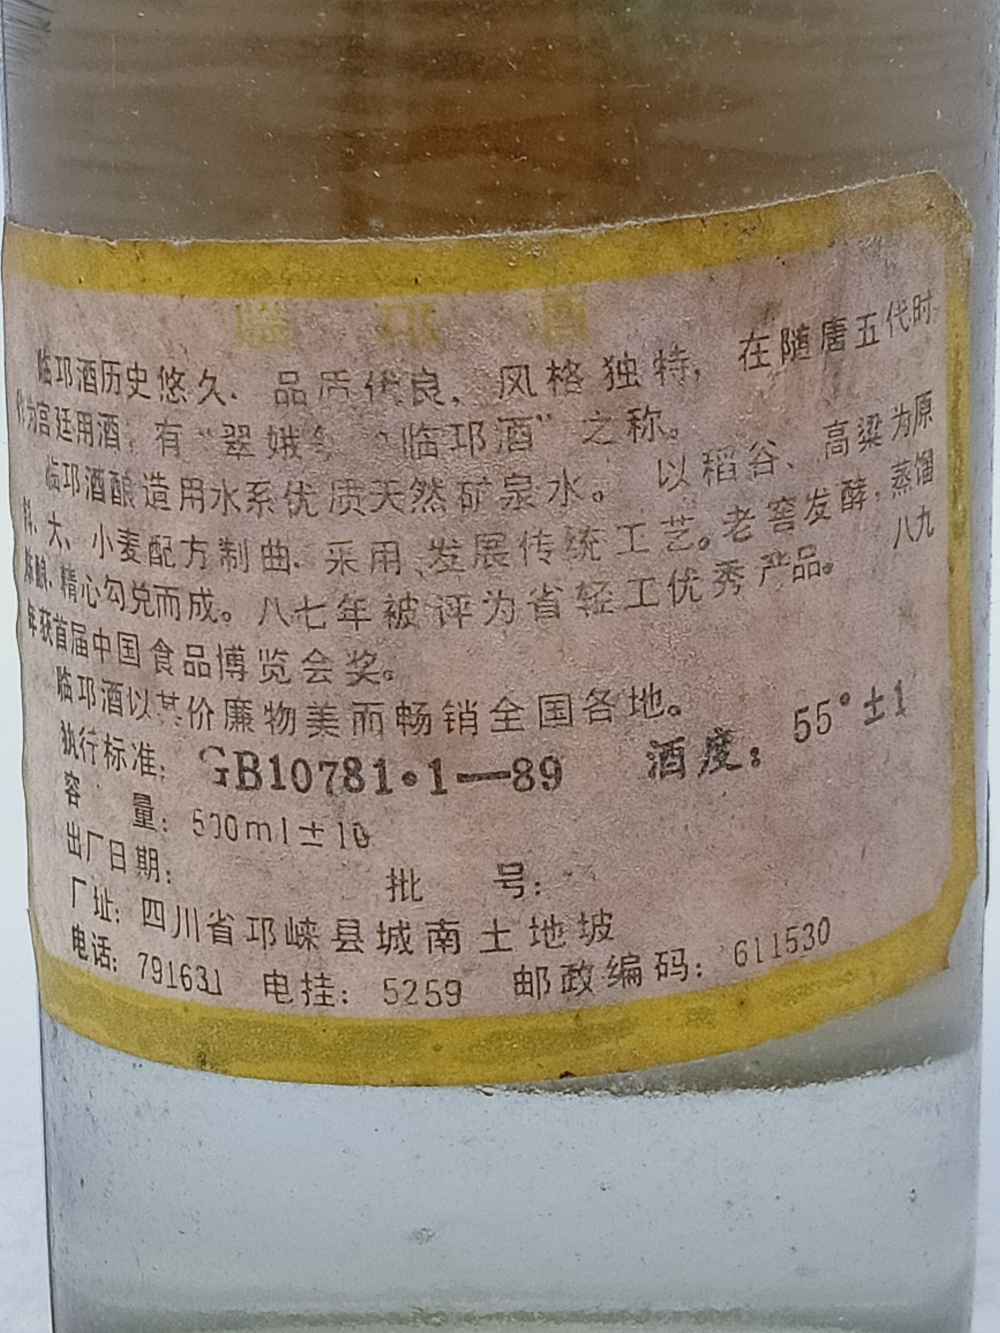 临邛酒历史悠久．品质优良，风格独特，在随唐五代时
为宫廷用酒，有“翠娥 临邛酒”之称。
临邛酒酿造用水系优质天然矿泉水。以稻谷、高粱为原
料．大、小麦配方制曲．采用、发展传统工艺。老窖发酵，蒸馏
陈酿．精心勾兑而成。八七年被评为省轻工优秀产品。八九
年获首届中国食品博览会奖。
临邛酒以其价廉物美而畅销全国各地。
执行标准：GB10781·1—89 酒度：55°±1
容 量：500ml±10
出厂日期： 批 号：
厂址：四川省邛崃县城南土地坡
电话：791631 电挂：5259 邮政编码：611530